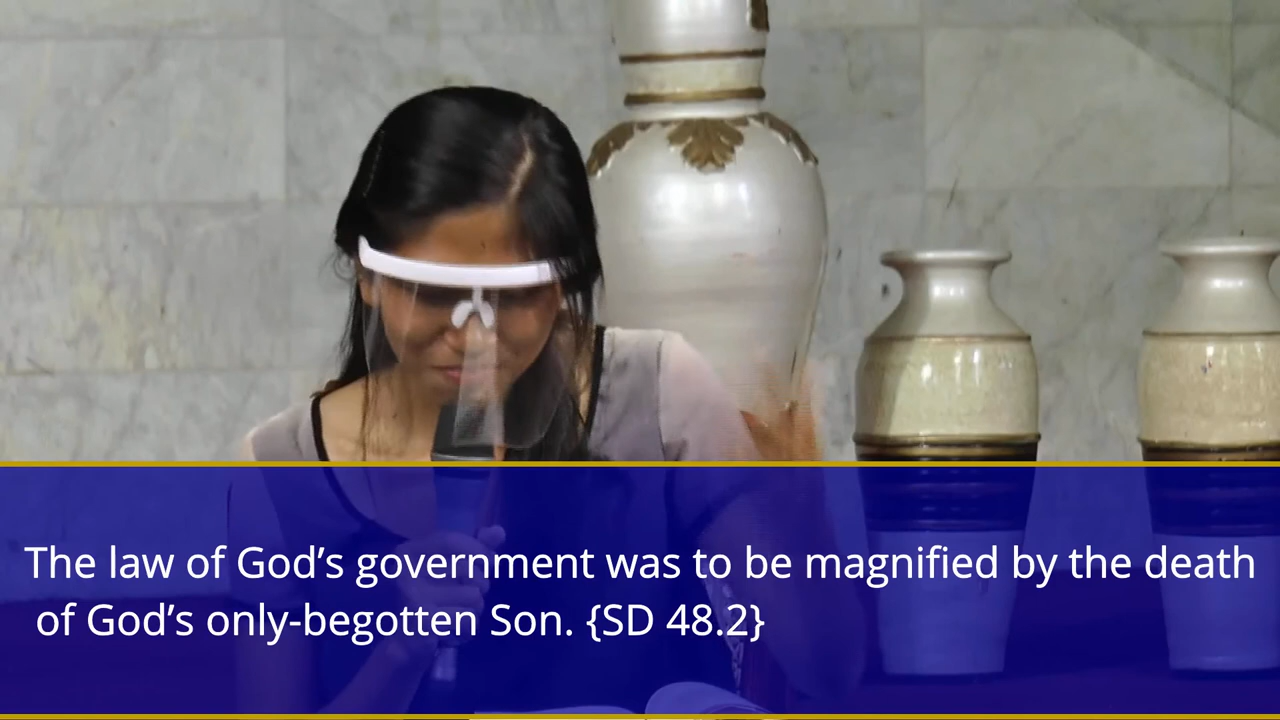 The law of God’s government was to be magnified by the death
of God’s only-begotten Son. {SD 48.2}